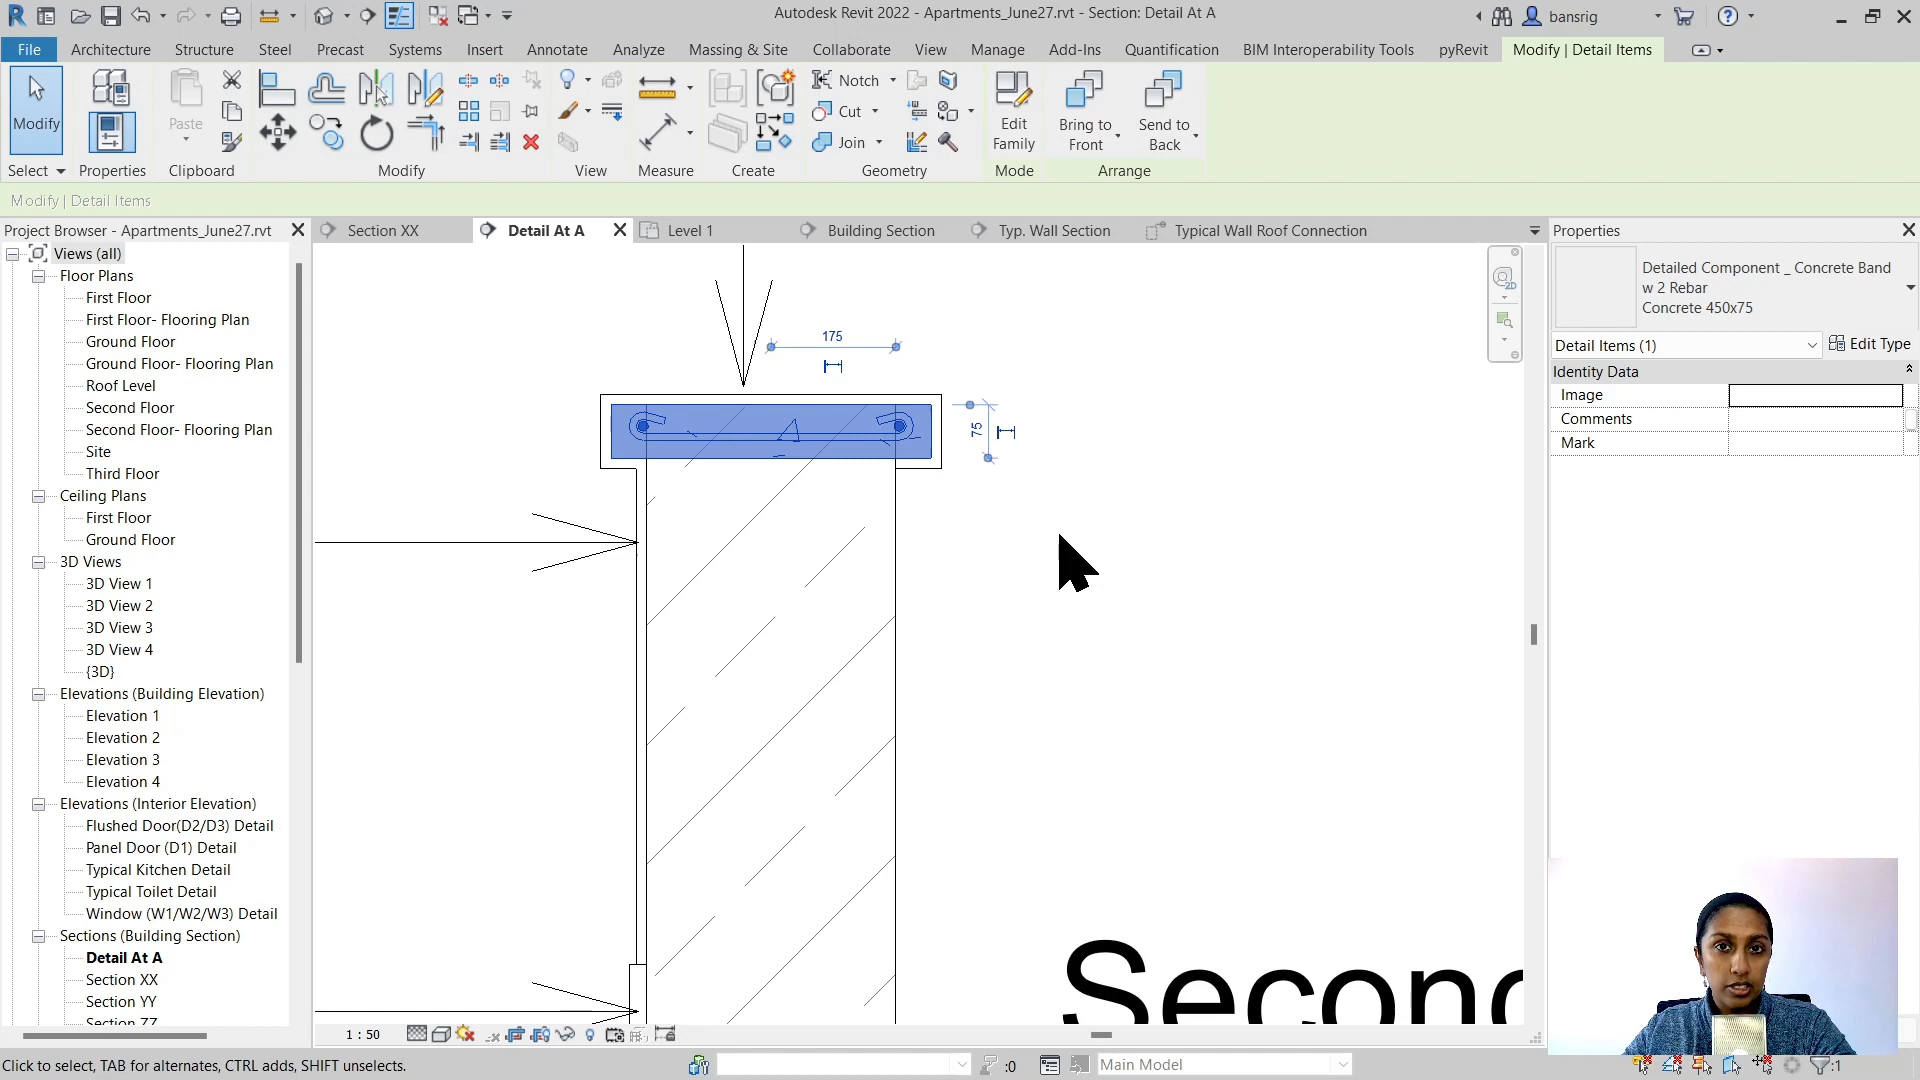 Autodesk Revit 2022 - Apartments_June27.rvt - Section: Detail At A
bansrig
File Architecture Structure Steel Precast Systems Insert Annotate Analyze Massing & Site Collaborate View Manage Add-Ins Quantification BIM Interoperability Tools pyRevit Modify | Detail Items
Modify
Paste
Notch
Cut
Join
Edit
Family
Bring to
Front
Send to
Back
Select Properties Clipboard Modify View Measure Create Geometry Mode Arrange
Modify | Detail Items
Project Browser - Apartments_June27.rvt
Section XX Detail At A Level 1 Building Section Typ. Wall Section Typical Wall Roof Connection
Properties
Views (all)
Floor Plans
First Floor
First Floor- Flooring Plan
Ground Floor
Ground Floor- Flooring Plan
Roof Level
Second Floor
Second Floor- Flooring Plan
Site
Third Floor
Ceiling Plans
First Floor
Ground Floor
3D Views
3D View 1
3D View 2
3D View 3
3D View 4
{3D}
Elevations (Building Elevation)
Elevation 1
Elevation 2
Elevation 3
Elevation 4
Elevations (Interior Elevation)
Flushed Door(D2/D3) Detail
Panel Door (D1) Detail
Typical Kitchen Detail
Typical Toilet Detail
Window (W1/W2/W3) Detail
Sections (Building Section)
Detail At A
Section XX
Section YY
Section ZZ
175
75
Second
2D
Detailed Component _ Concrete Band
w 2 Rebar
Concrete 450x75
Detail Items (1)
Edit Type
Identity Data
Image
Comments
Mark
1 : 50
Click to select, TAB for alternates, CTRL adds, SHIFT unselects.
:0
Main Model
:1